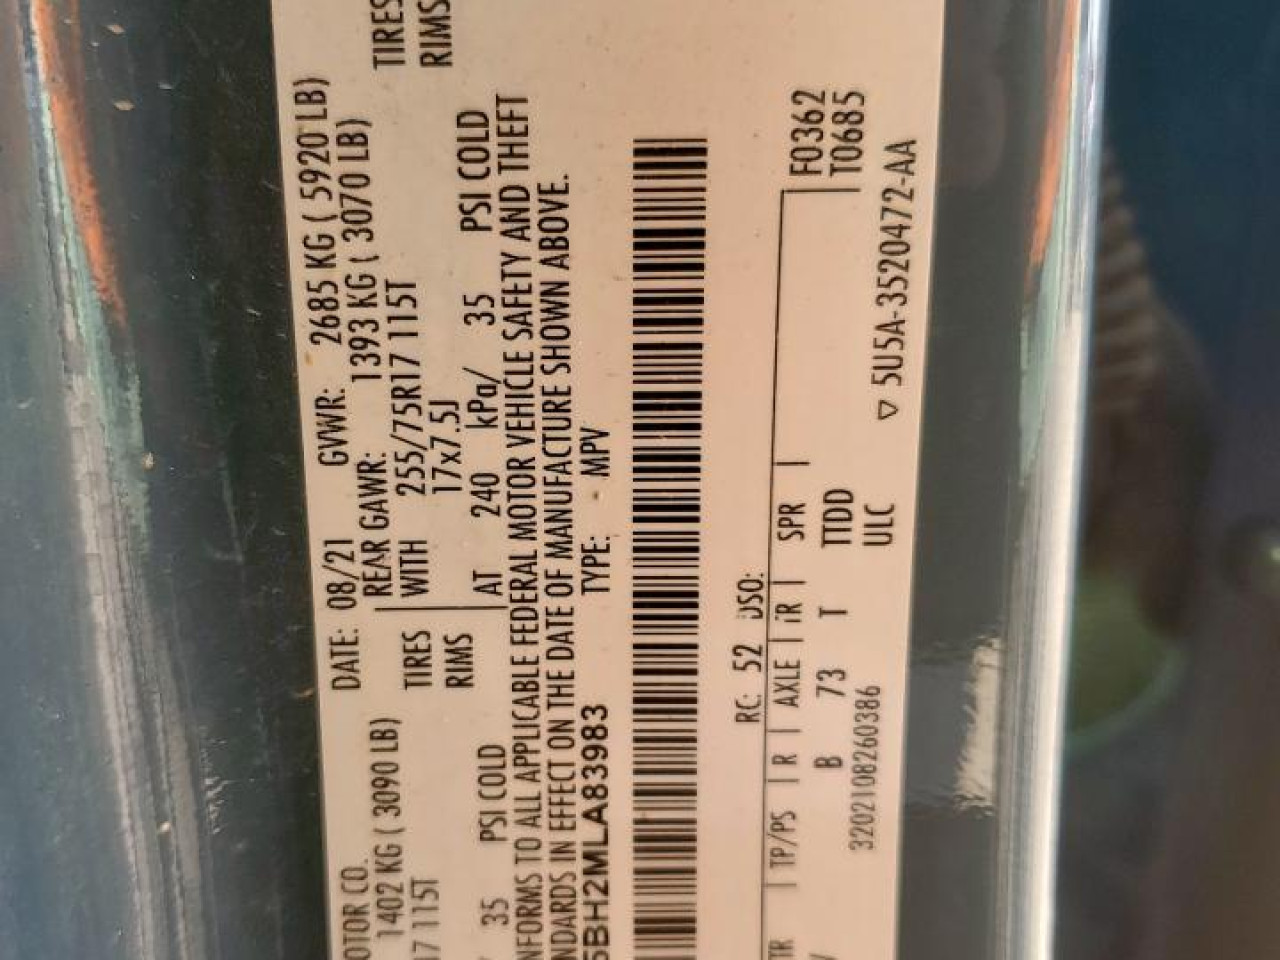 OTOR CO. DATE: 08/21 GVWR: 2685 KG ( 5920 LB)
1402 KG ( 3090 LB) REAR GAWR: 1393 KG ( 3070 LB)
17 115T TIRES WITH 255/75R17 115T TIRES
RIMS 17x7.5J RIMS
35 PSI COLD AT 240 kPa/ 35 PSI COLD
NFORMS TO ALL APPLICABLE FEDERAL MOTOR VEHICLE SAFETY AND THEFT
NDARDS IN EFFECT ON THE DATE OF MANUFACTURE SHOWN ABOVE.
5BH2MLA83983 TYPE: MPV
RC: 52 DSO:
TR TP/PS R AXLE TR SPR F0362
B 73 T TTDD T0685
3202108260386 ULC
▽ 5U5A-3520472-AA